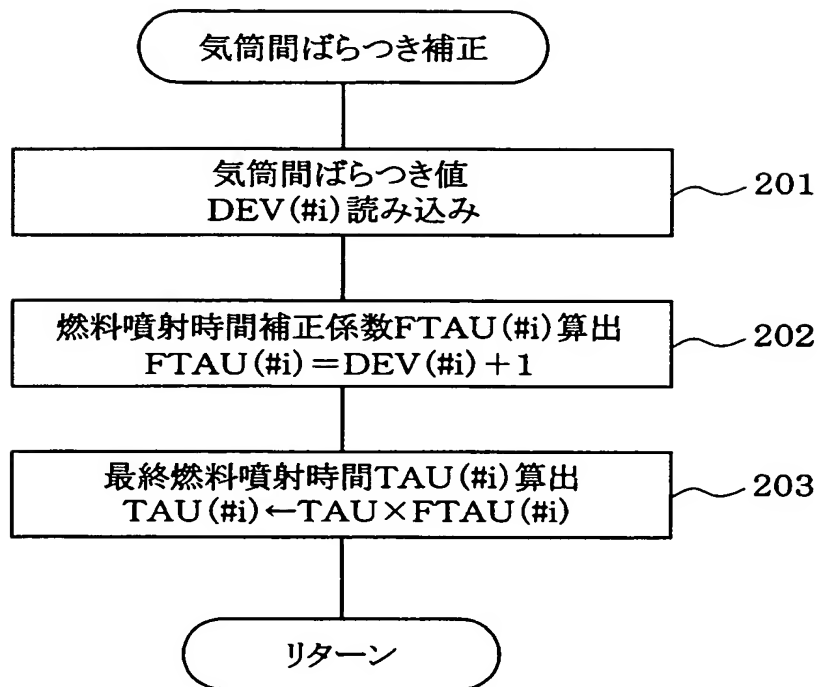 気筒間ばらつき補正
気筒間ばらつき値
DEV(#i)読み込み
201
燃料噴射時間補正係数FTAU(#i)算出
FTAU(#i)=DEV(#i)+1
202
最終燃料噴射時間TAU(#i)算出
TAU(#i)←TAU×FTAU(#i)
203
リターン